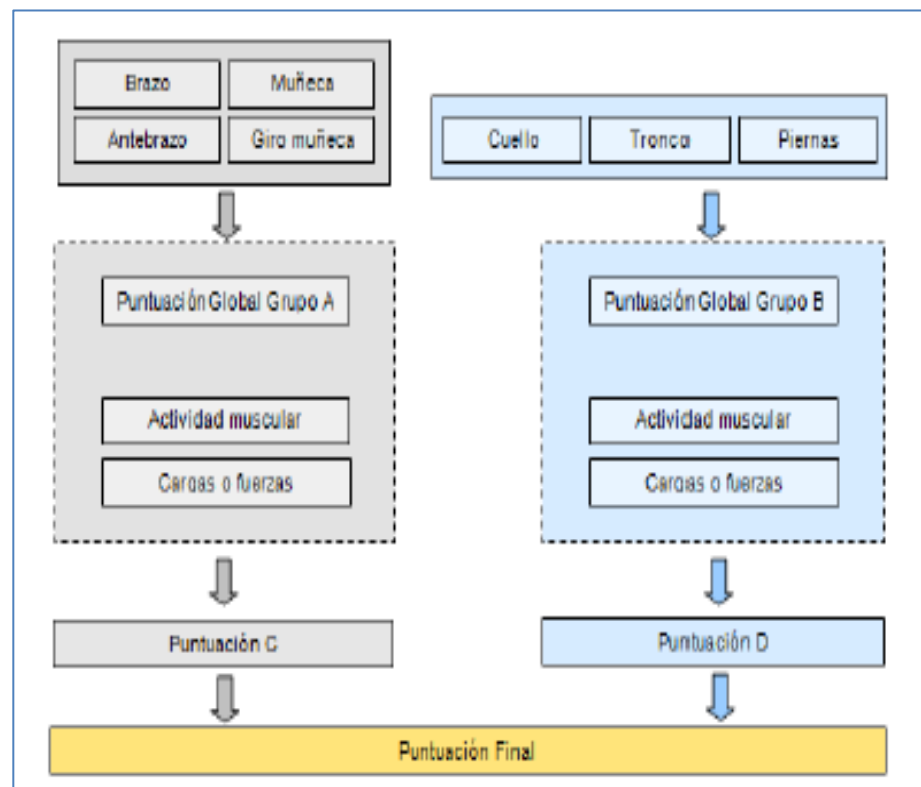 Brazo
Muñeca
Antebrazo
Giro muñeca
Cuello
Tronco
Piernas
Puntuación Global Grupo A
Actividad muscular
Cargas o fuerzas
Puntuación Global Grupo B
Actividad muscular
Cargas o fuerzas
Puntuación C
Puntuación D
Puntuación Final